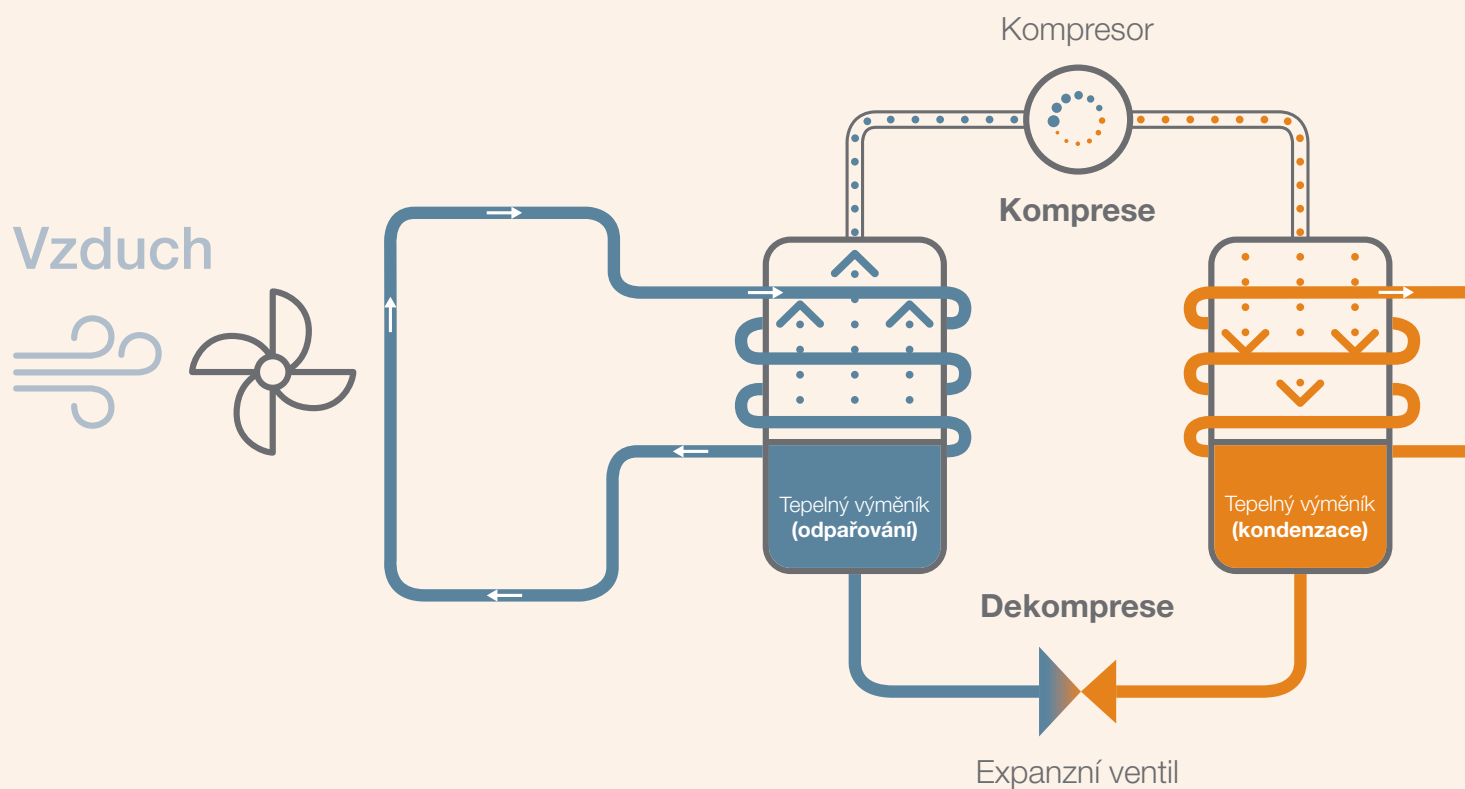 Kompresor
Komprese
Vzduch
Tepelný výměník
(odpařování)
Tepelný výměník
(kondenzace)
Dekomprese
Expanzní ventil